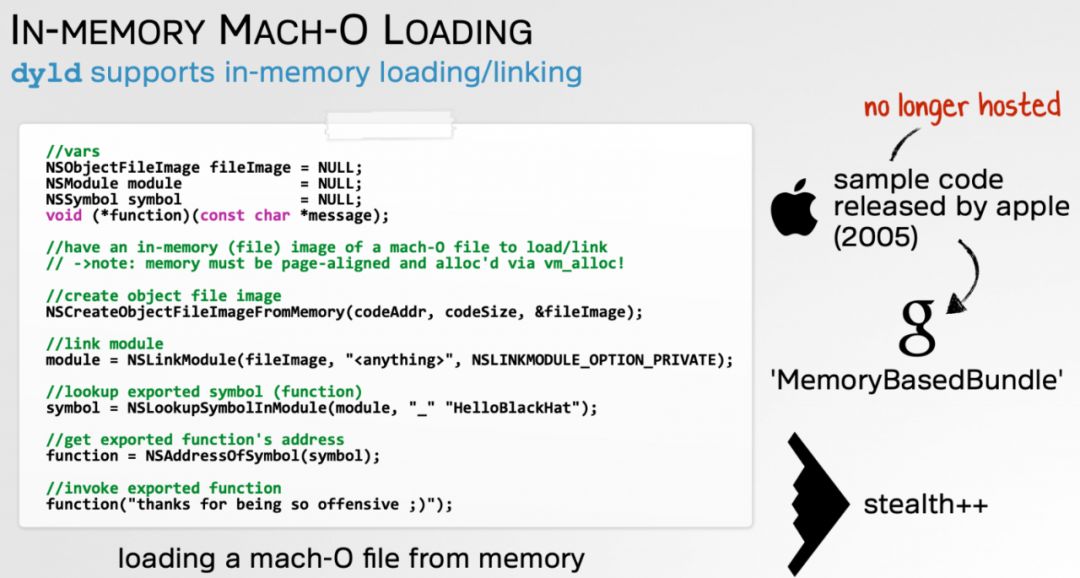 IN-MEMORY MACH-O LOADING
dyld supports in-memory loading/linking
//vars
NSObjectFileImage fileImage = NULL;
NSModule module = NULL;
NSSymbol symbol = NULL;
void (*function)(const char *message);
//have an in-memory (file) image of a mach-O file to load/link
// ->note: memory must be page-aligned and alloc'd via vm_alloc!
//create object file image
NSCreateObjectFileImageFromMemory(codeAddr, codeSize, &fileImage);
//link module
module = NSLinkModule(fileImage, "<anything>", NSLINKMODULE_OPTION_PRIVATE);
//lookup exported symbol (function)
symbol = NSLookupSymbolInModule(module, "_" "HelloBlackHat");
//get exported function's address
function = NSAddressOfSymbol(symbol);
//invoke exported function
function("thanks for being so offensive ;)");
loading a mach-O file from memory
no longer hosted
sample code
released by apple
(2005)
g
'MemoryBasedBundle'
stealth++